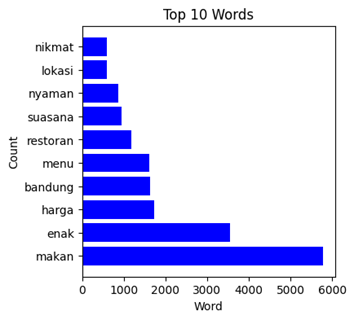 Top 10 Words
nikmat
lokasi
nyaman
suasana
restoran
menu
bandung
harga
enak
makan
Count
0 1000 2000 3000 4000 5000 6000
Word